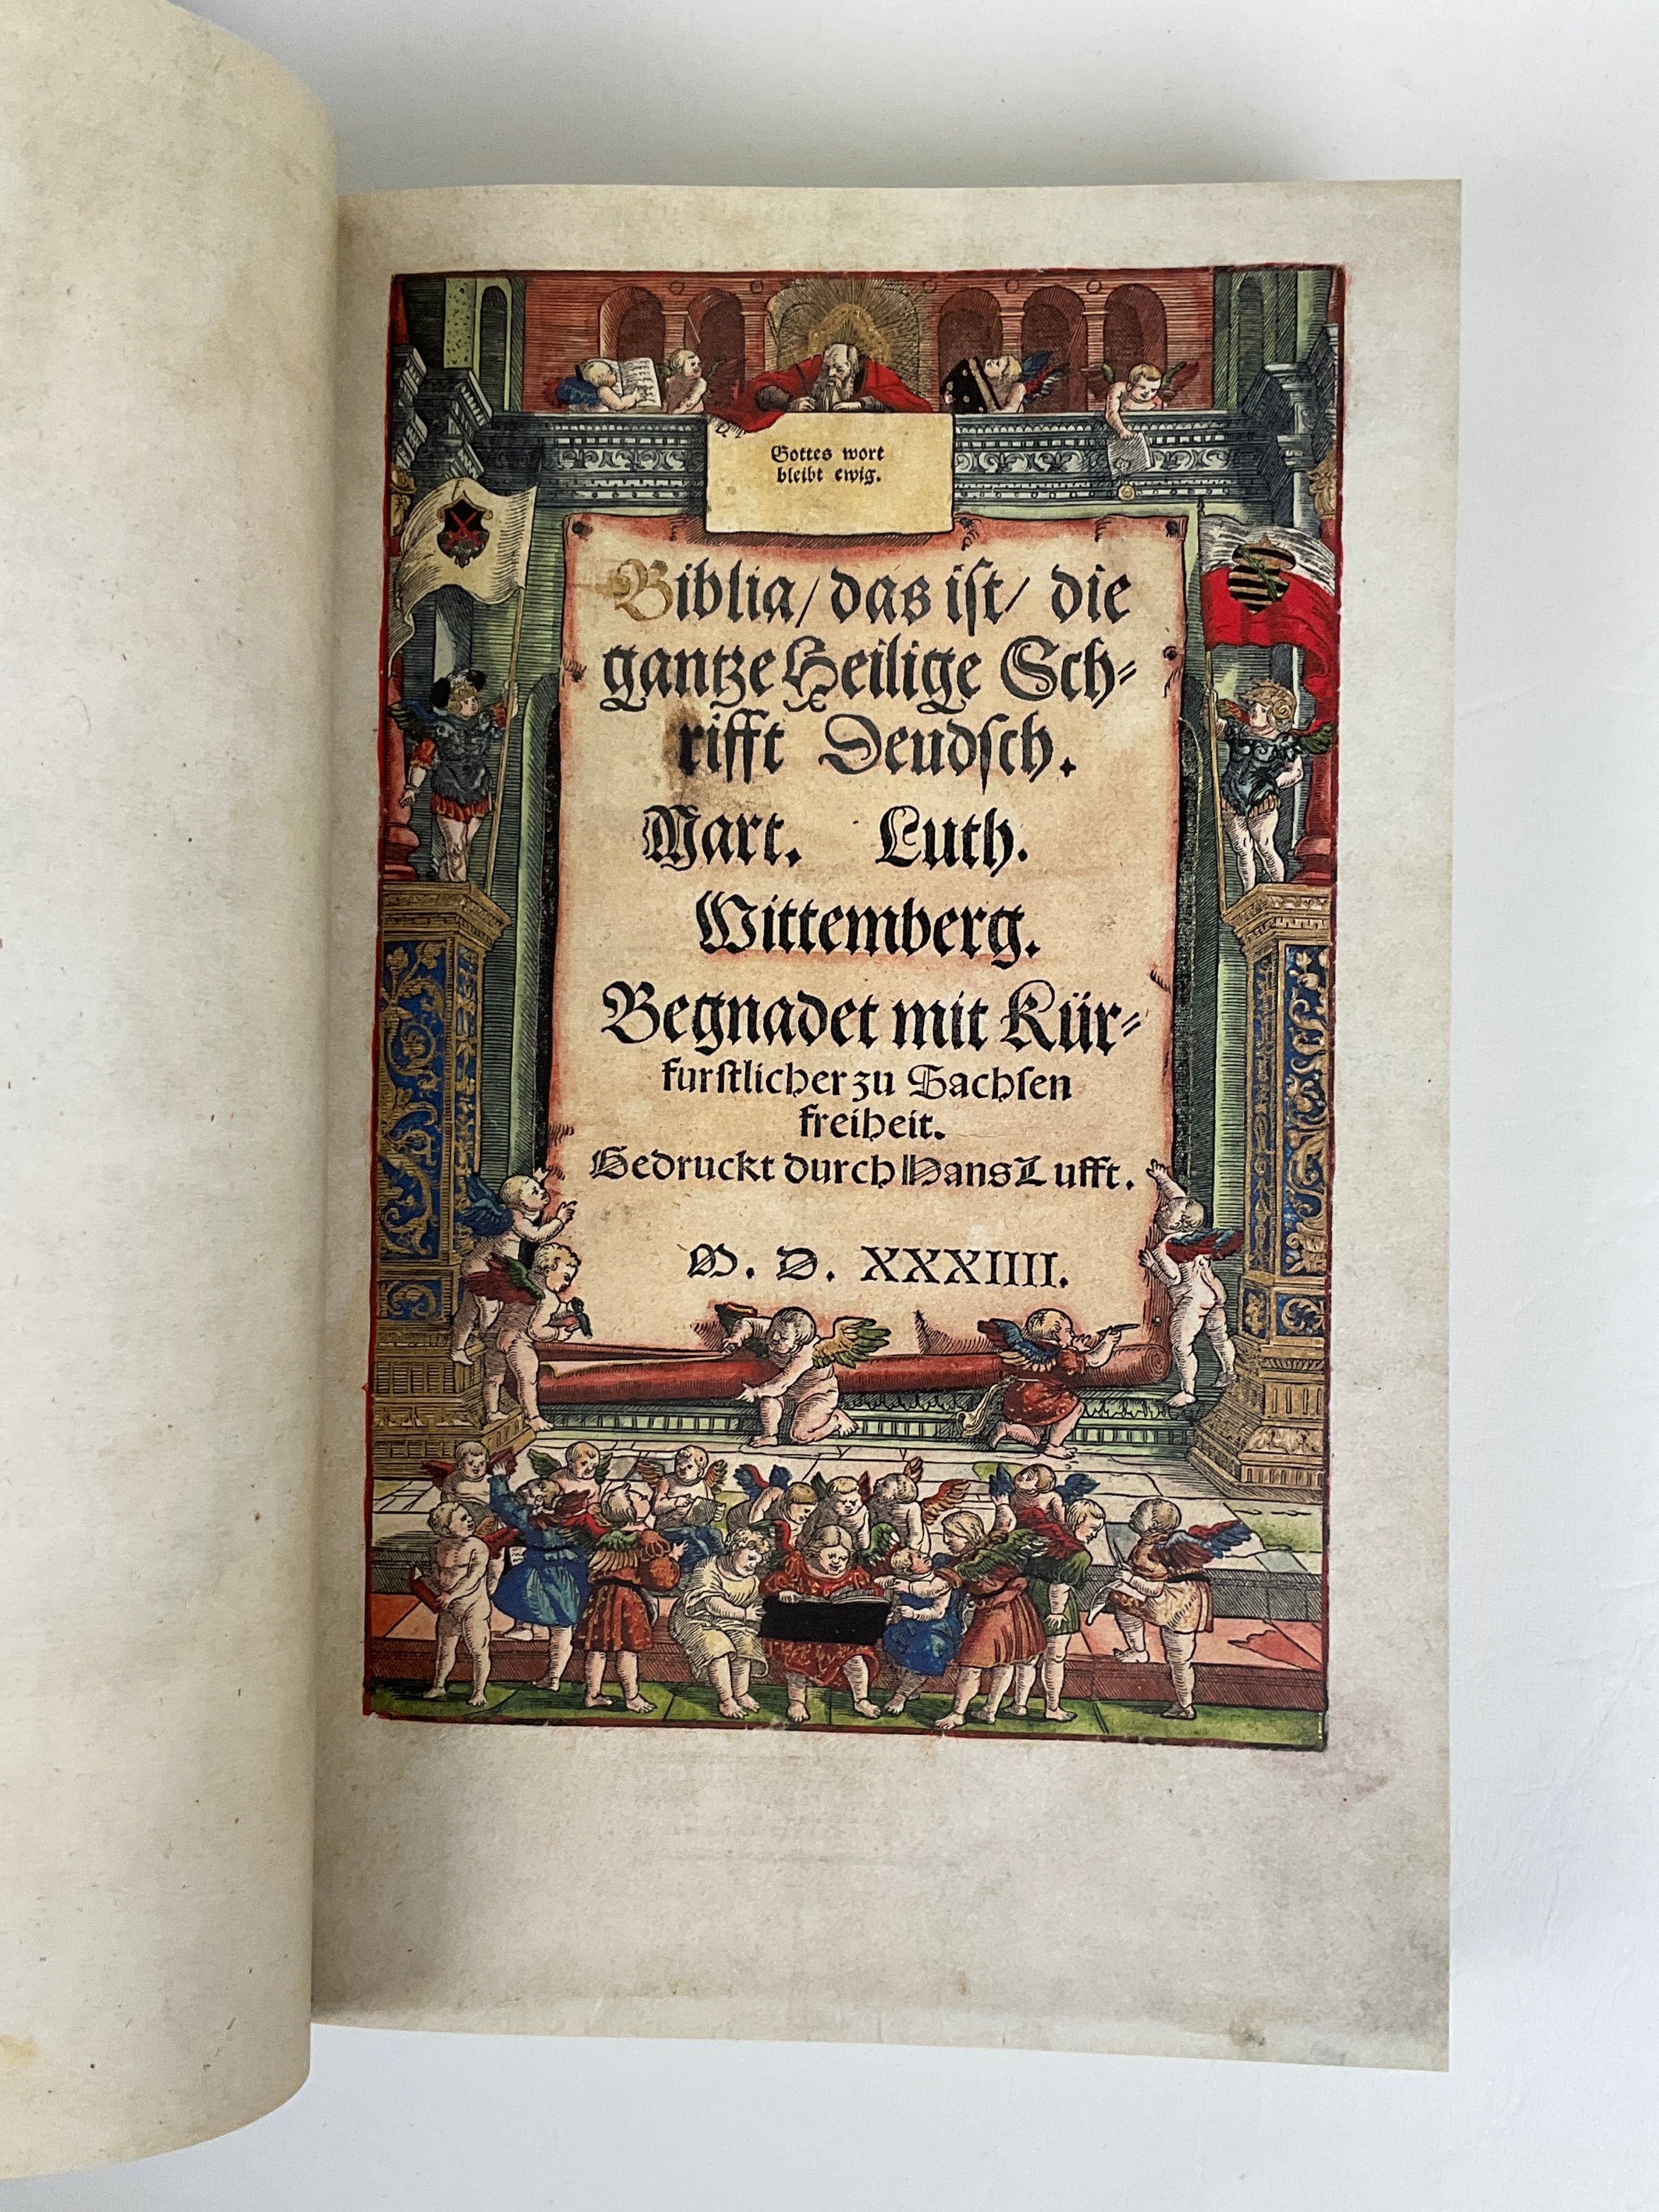 Gottes wort
bleibt ewig.
Biblia/ das iſt/ die
gantze Heilige Sch⸗
rifft Deudſch.
Mart. Luth.
Wittemberg.
Begnadet mit Kür⸗
furſtlicher zu Sachſen
freiheit.
Gedruckt durch Hans Lufft.
M. D. XXXIIII.